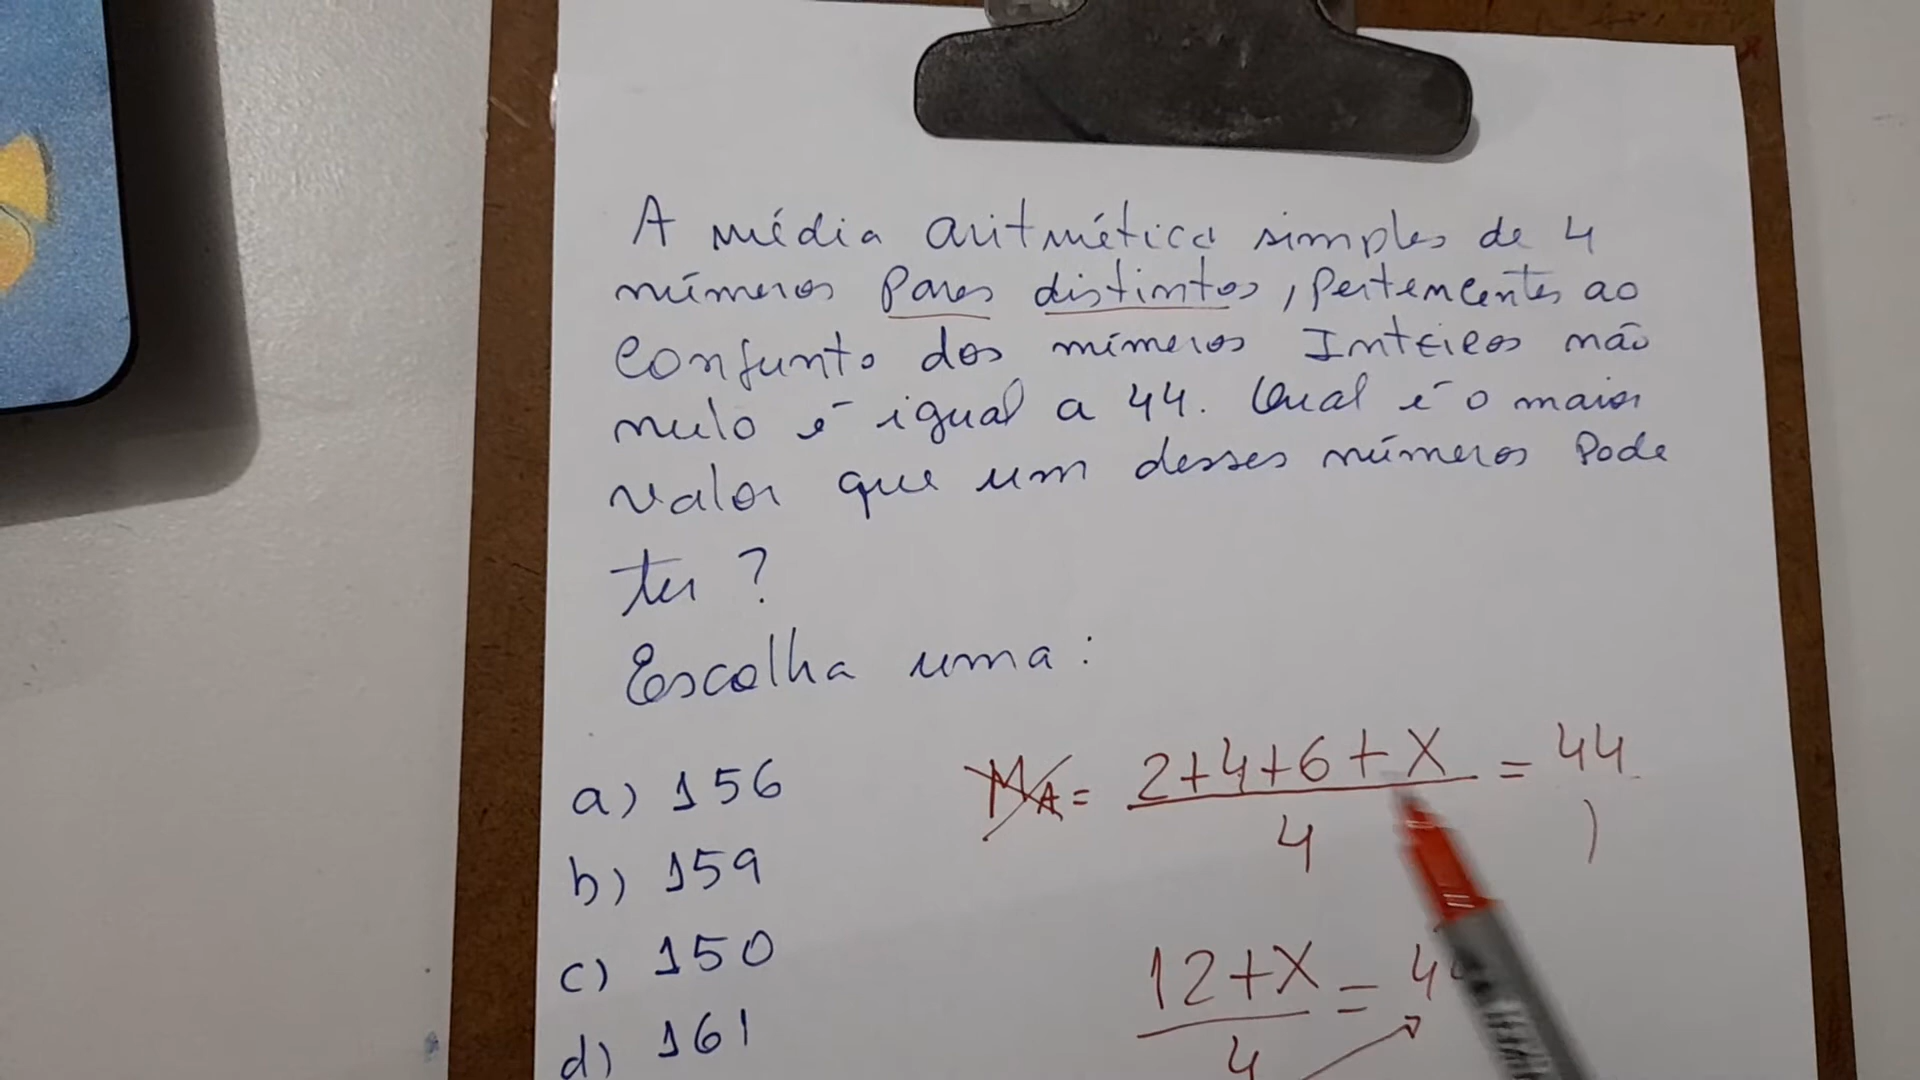 A média aritmética simples de 4
números Pares distintos, pertencentes ao
conjunto dos números Inteiros não
nulo é igual a 44. Qual é o maior
valor que um desses números Pode
ter ?
Escolha uma :
a) 156
b) 159
c) 150
d) 161
MA = 2+4+6+X = 44
4
12+X = 44
4